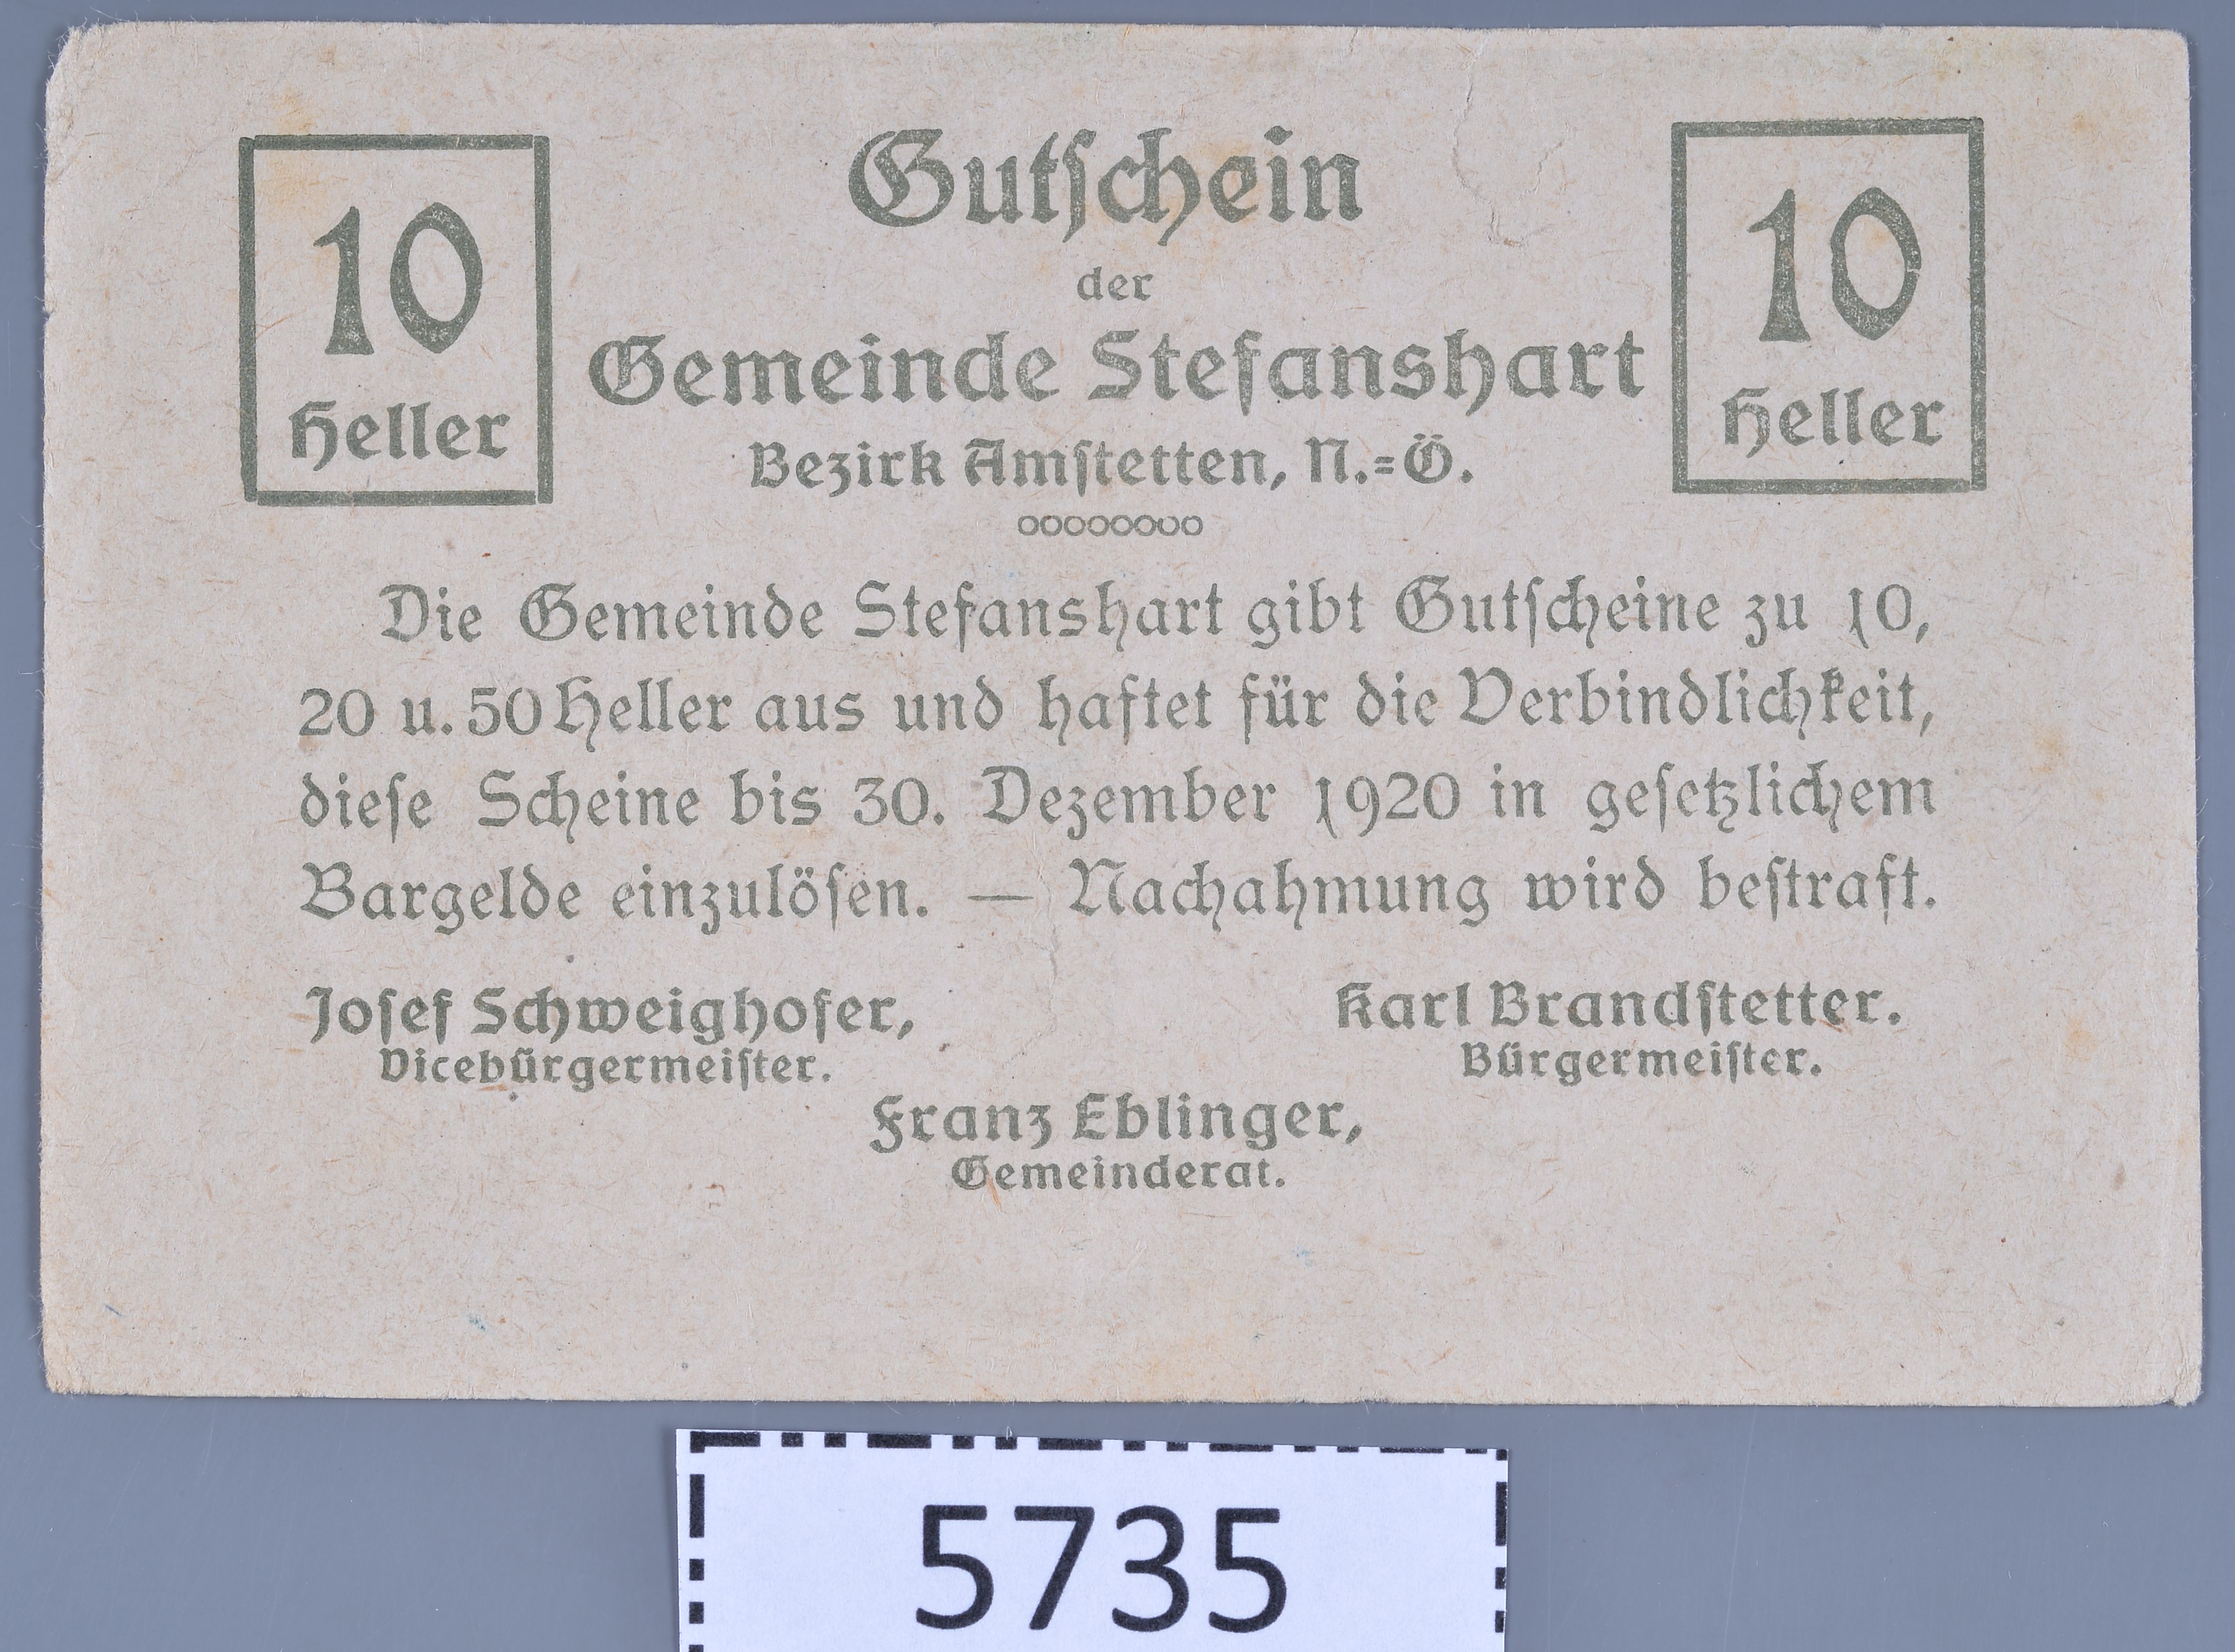 Gutschein
10
Heller
der
10
Heller
Gemeinde Stefanshart
Bezirk Amstetten, N.=Ö.
oooooooo
Die Gemeinde Stefanshart gibt Gutscheine zu 10,
20 u. 50 Heller aus und haftet für die Verbindlichkeit,
diese Scheine bis 30. Dezember 1920 in gesetzlichem
Bargelde einzulösen. — Nachahmung wird bestraft.
Josef Schweighofer,
Vicebürgermeister.
Karl Brandstetter.
Bürgermeister.
Franz Eblinger,
Gemeinderat.
5735